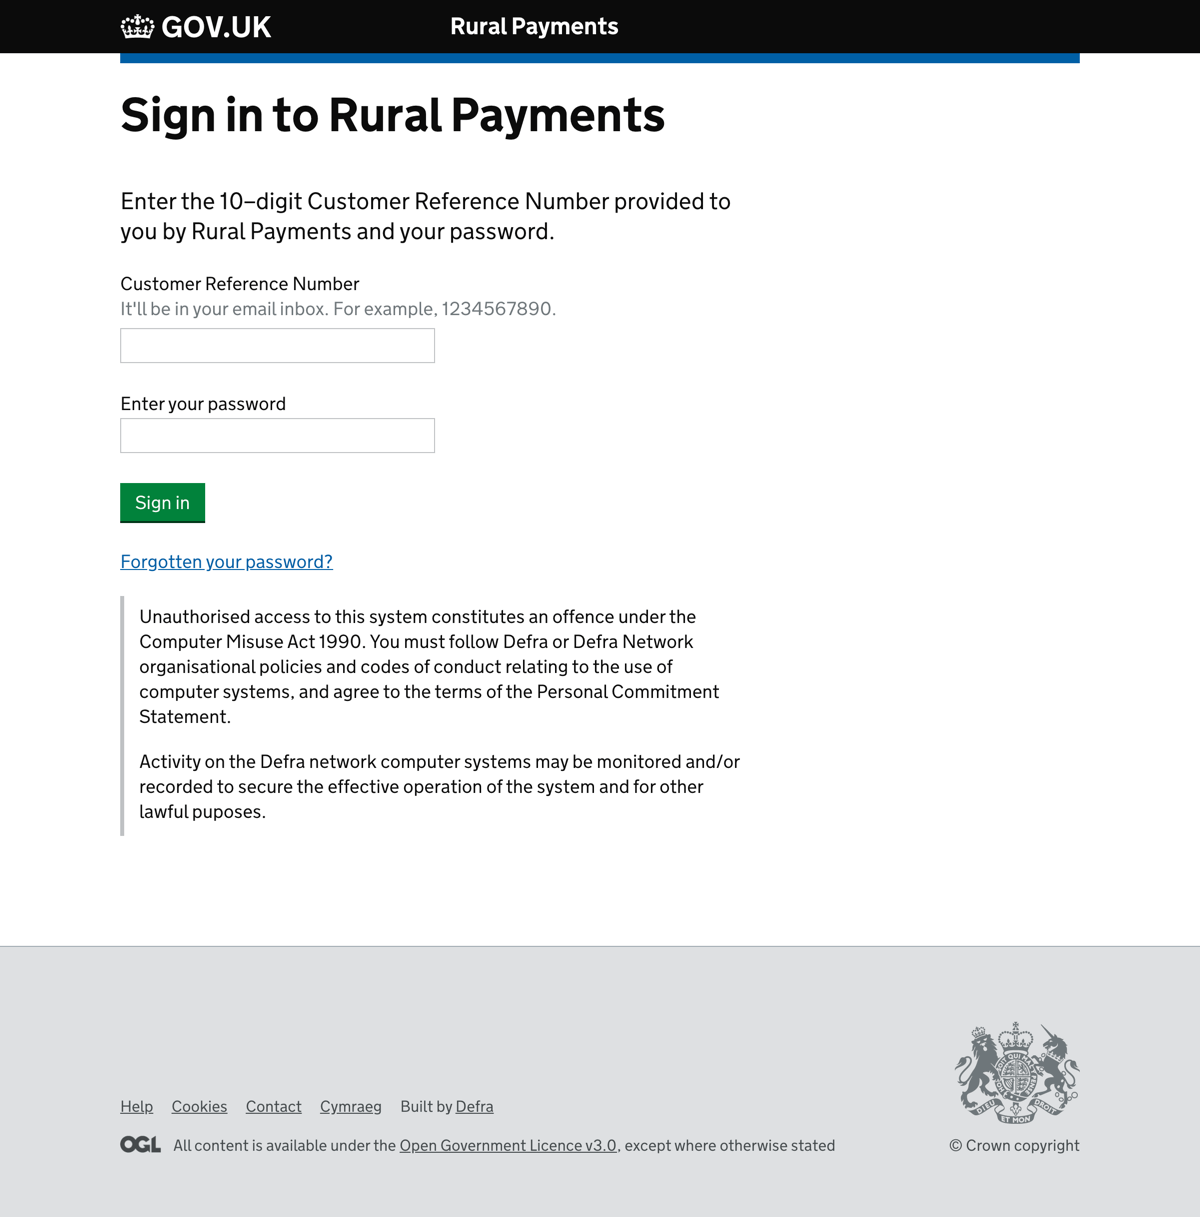 GOV.UK
Rural Payments
Sign in to Rural Payments
Enter the 10–digit Customer Reference Number provided to
you by Rural Payments and your password.
Customer Reference Number
It'll be in your email inbox. For example, 1234567890.
Enter your password
Sign in
Forgotten your password?
Unauthorised access to this system constitutes an offence under the
Computer Misuse Act 1990. You must follow Defra or Defra Network
organisational policies and codes of conduct relating to the use of
computer systems, and agree to the terms of the Personal Commitment
Statement.
Activity on the Defra network computer systems may be monitored and/or
recorded to secure the effective operation of the system and for other
lawful puposes.
Help Cookies Contact Cymraeg Built by Defra
DIEU ET MON DROIT
OGL All content is available under the Open Government Licence v3.0, except where otherwise stated
© Crown copyright